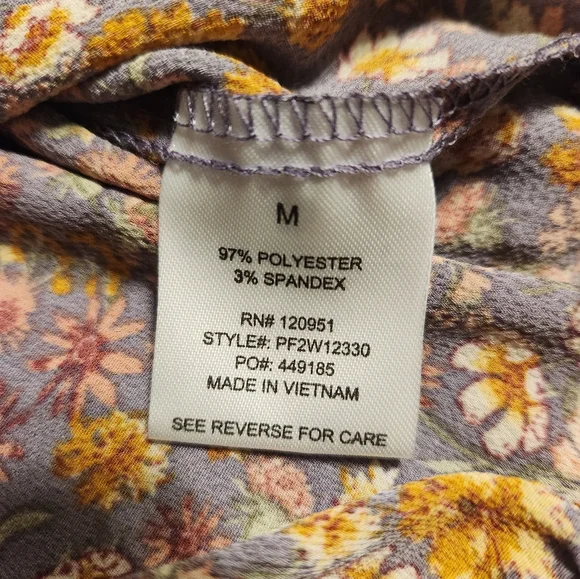 M
97% POLYESTER
3% SPANDEX
RN# 120951
STYLE#: PF2W12330
PO#: 449185
MADE IN VIETNAM
SEE REVERSE FOR CARE